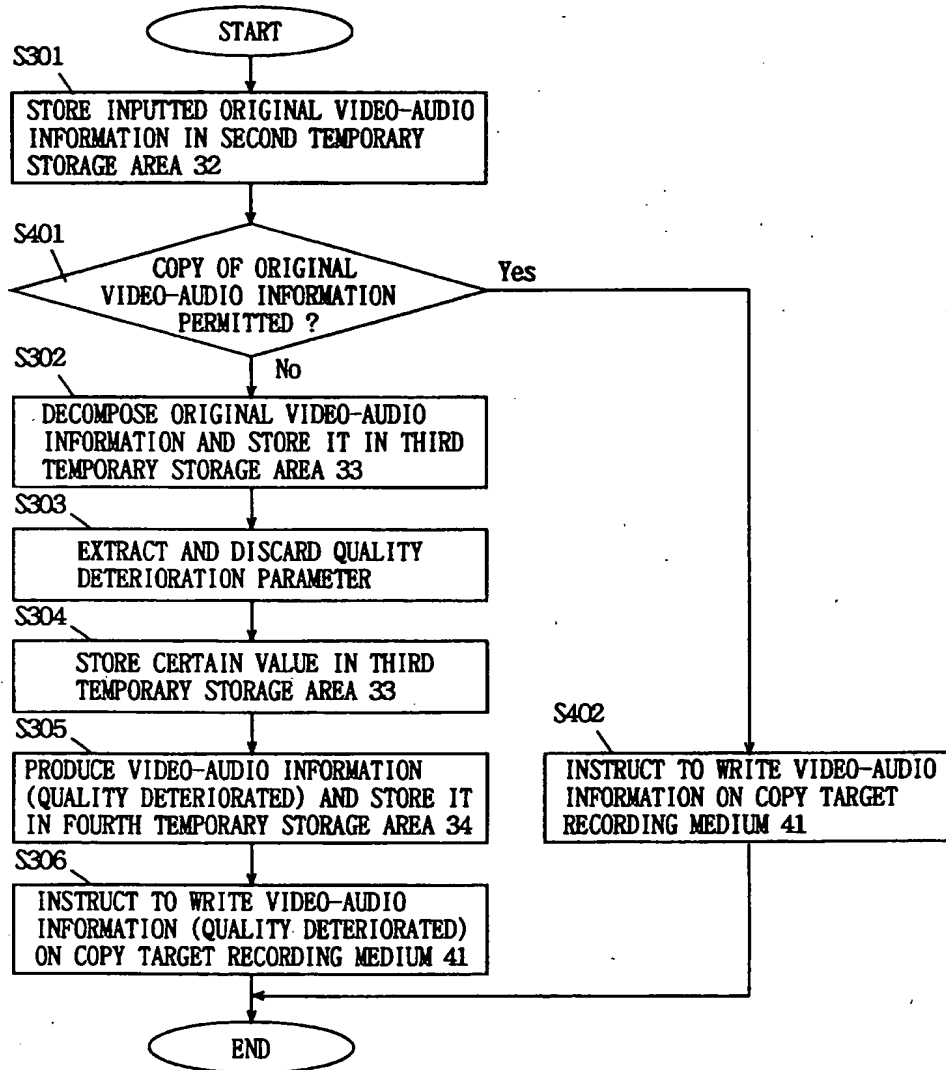 START
S301
STORE INPUTTED ORIGINAL VIDEO-AUDIO
INFORMATION IN SECOND TEMPORARY
STORAGE AREA 32
S401
COPY OF ORIGINAL
VIDEO-AUDIO INFORMATION
PERMITTED ?
Yes
No
S302
DECOMPOSE ORIGINAL VIDEO-AUDIO
INFORMATION AND STORE IT IN THIRD
TEMPORARY STORAGE AREA 33
S303
EXTRACT AND DISCARD QUALITY
DETERIORATION PARAMETER
S304
STORE CERTAIN VALUE IN THIRD
TEMPORARY STORAGE AREA 33
S305
PRODUCE VIDEO-AUDIO INFORMATION
(QUALITY DETERIORATED) AND STORE IT
IN FOURTH TEMPORARY STORAGE AREA 34
S402
INSTRUCT TO WRITE VIDEO-AUDIO
INFORMATION ON COPY TARGET
RECORDING MEDIUM 41
S306
INSTRUCT TO WRITE VIDEO-AUDIO
INFORMATION (QUALITY DETERIORATED)
ON COPY TARGET RECORDING MEDIUM 41
END